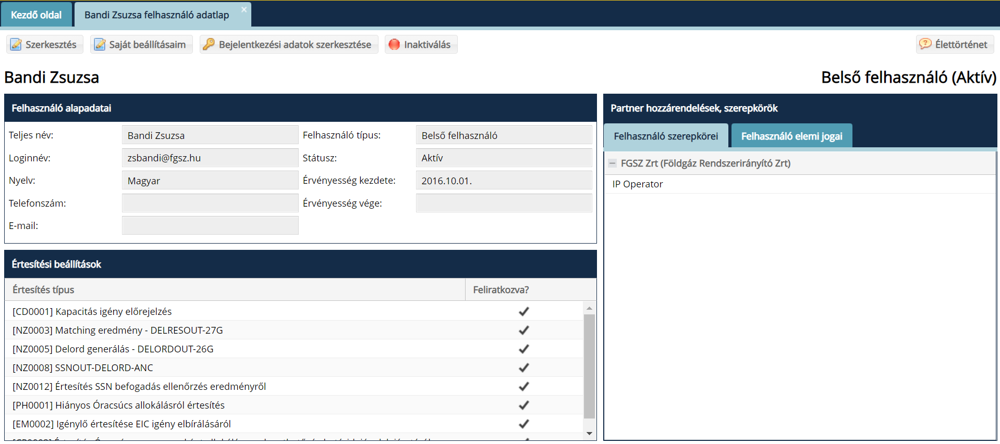 Kezdő oldal
Bandi Zsuzsa felhasználó adatlap
Szerkesztés
Saját beállításaim
Bejelentkezési adatok szerkesztése
Inaktiválás
Élettörténet
Bandi Zsuzsa
Belső felhasználó (Aktív)
Felhasználó alapadatai
Teljes név: Bandi Zsuzsa
Felhasználó típus: Belső felhasználó
Loginnév: zsbandi@fgsz.hu
Státusz: Aktív
Nyelv: Magyar
Érvényesség kezdete: 2016.10.01.
Telefonszám:
Érvényesség vége:
E-mail:
Értesítési beállítások
Értesítés típus
Feliratkozva?
[CD0001] Kapacitás igény előrejelzés
[NZ0003] Matching eredmény - DELRESOUT-27G
[NZ0005] Delord generálás - DELORDOUT-26G
[NZ0008] SSNOUT-DELORD-ANC
[NZ0012] Értesítés SSN befogadás ellenőrzés eredményről
[PH0001] Hiányos Óracsúcs allokálásról értesítés
[EM0002] Igénylő értesítése EIC igény elbírálásáról
Partner hozzárendelések, szerepkörök
Felhasználó szerepkörei
Felhasználó elemi jogai
FGSZ Zrt (Földgáz Rendszerirányító Zrt)
IP Operator